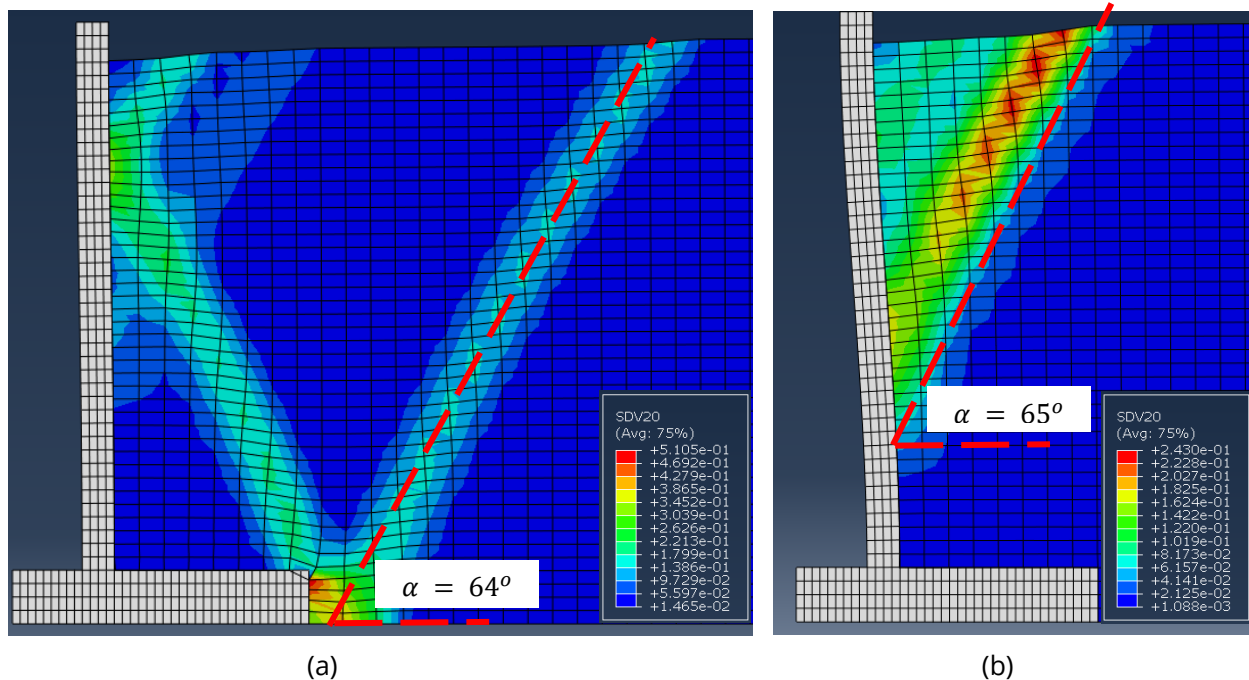 α = 64°
SDV20
(Avg: 75%)
+5.105e-01
+4.692e-01
+4.279e-01
+3.865e-01
+3.452e-01
+3.039e-01
+2.626e-01
+2.213e-01
+1.799e-01
+1.386e-01
+9.729e-02
+5.597e-02
+1.465e-02
(a)
α = 65°
SDV20
(Avg: 75%)
+2.430e-01
+2.228e-01
+2.027e-01
+1.825e-01
+1.624e-01
+1.422e-01
+1.220e-01
+1.019e-01
+8.173e-02
+6.157e-02
+4.141e-02
+2.125e-02
+1.088e-03
(b)